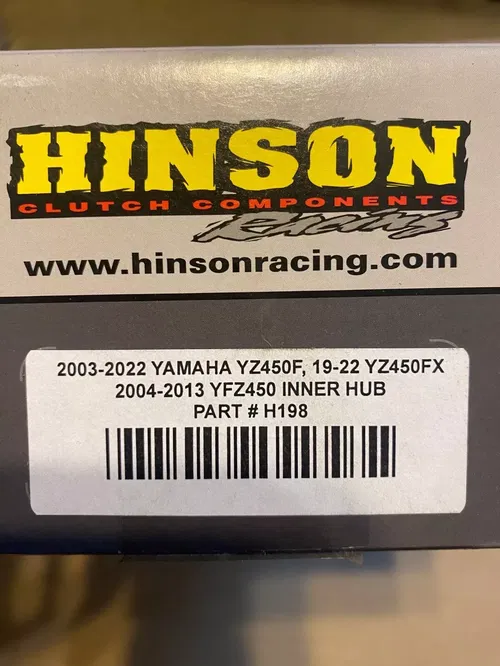 HINSON
CLUTCH COMPONENTS
Racing
www.hinsonracing.com
2003-2022 YAMAHA YZ450F, 19-22 YZ450FX
2004-2013 YFZ450 INNER HUB
PART # H198